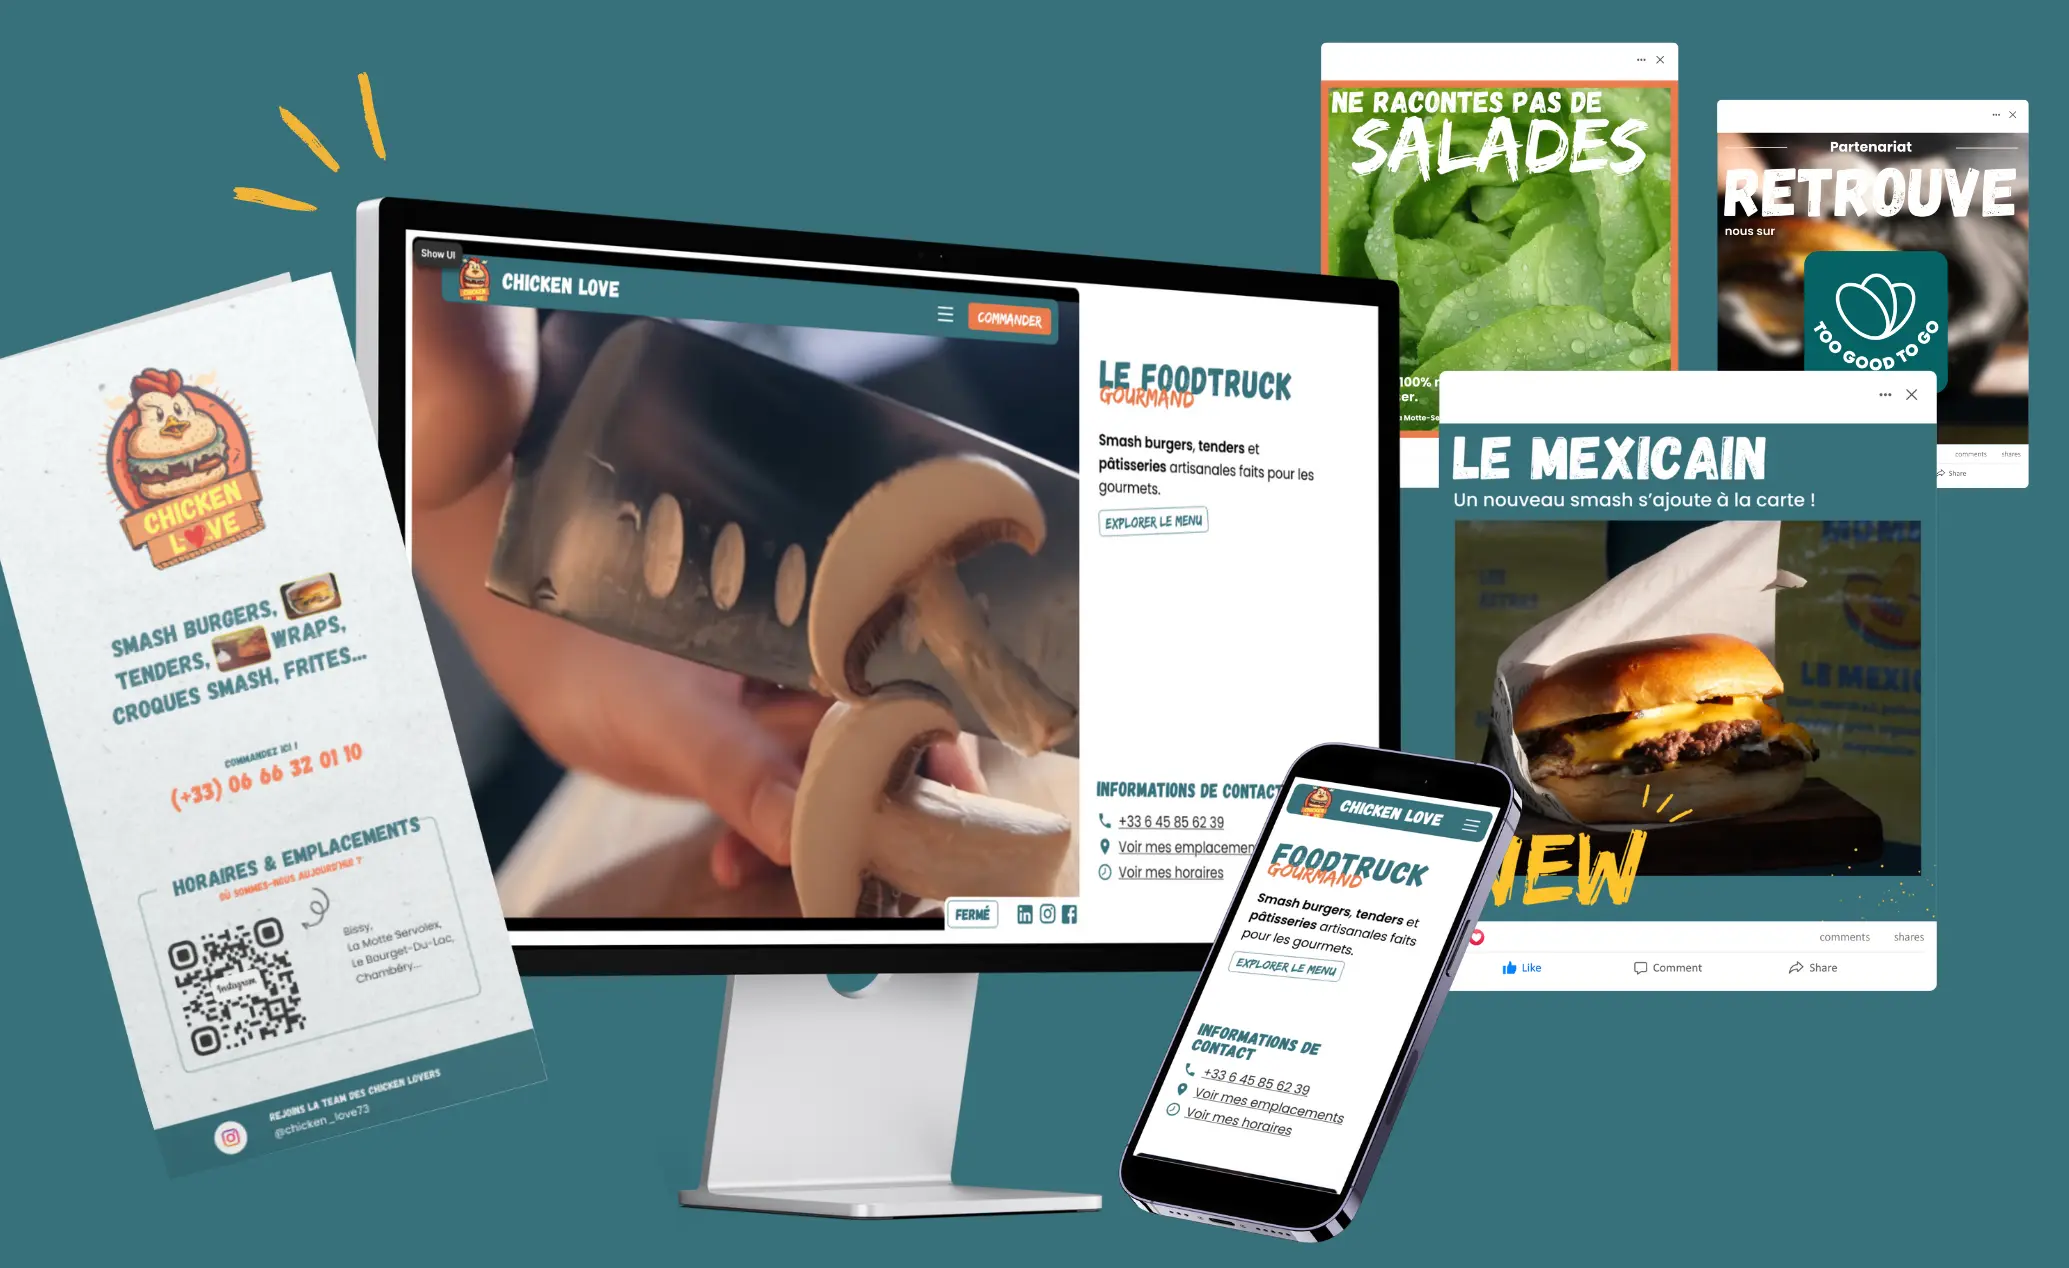 CHICKEN
LOVE
SMASH BURGERS,
TENDERS, WRAPS,
CROQUES SMASH, FRITES...
COMMANDEZ ICI !
(+33) 06 66 32 01 10
HORAIRES & EMPLACEMENTS
OÙ SOMMES-NOUS AUJOURD'HUI ?
Instagram
Bissy,
La Motte Servolex,
Le Bourget-Du-Lac,
Chambéry...
REJOINS LA TEAM DES CHICKEN LOVERS
@chicken_love73
Show UI
CHICKEN LOVE
COMMANDER
LE FOODTRUCK
GOURMAND
Smash burgers, tenders et
pâtisseries artisanales faits pour les
gourmets.
EXPLORER LE MENU
INFORMATIONS DE CONTACT
+33 6 45 85 62 39
Voir mes emplacemen
Voir mes horaires
FERMÉ
CHICKEN LOVE
FOODTRUCK
GOURMAND
Smash burgers, tenders et
pâtisseries artisanales faits
pour les gourmets.
EXPLORER LE MENU
INFORMATIONS DE
CONTACT
+33 6 45 85 62 39
Voir mes emplacements
Voir mes horaires
NE RACONTES PAS DE
SALADES
100%
ser.
Partenariat
RETROUVE
nous sur
TOO GOOD TO GO
comments shares
Share
LE MEXICAIN
Un nouveau smash s'ajoute à la carte !
LE MEXIC
NEW
comments shares
Like Comment Share